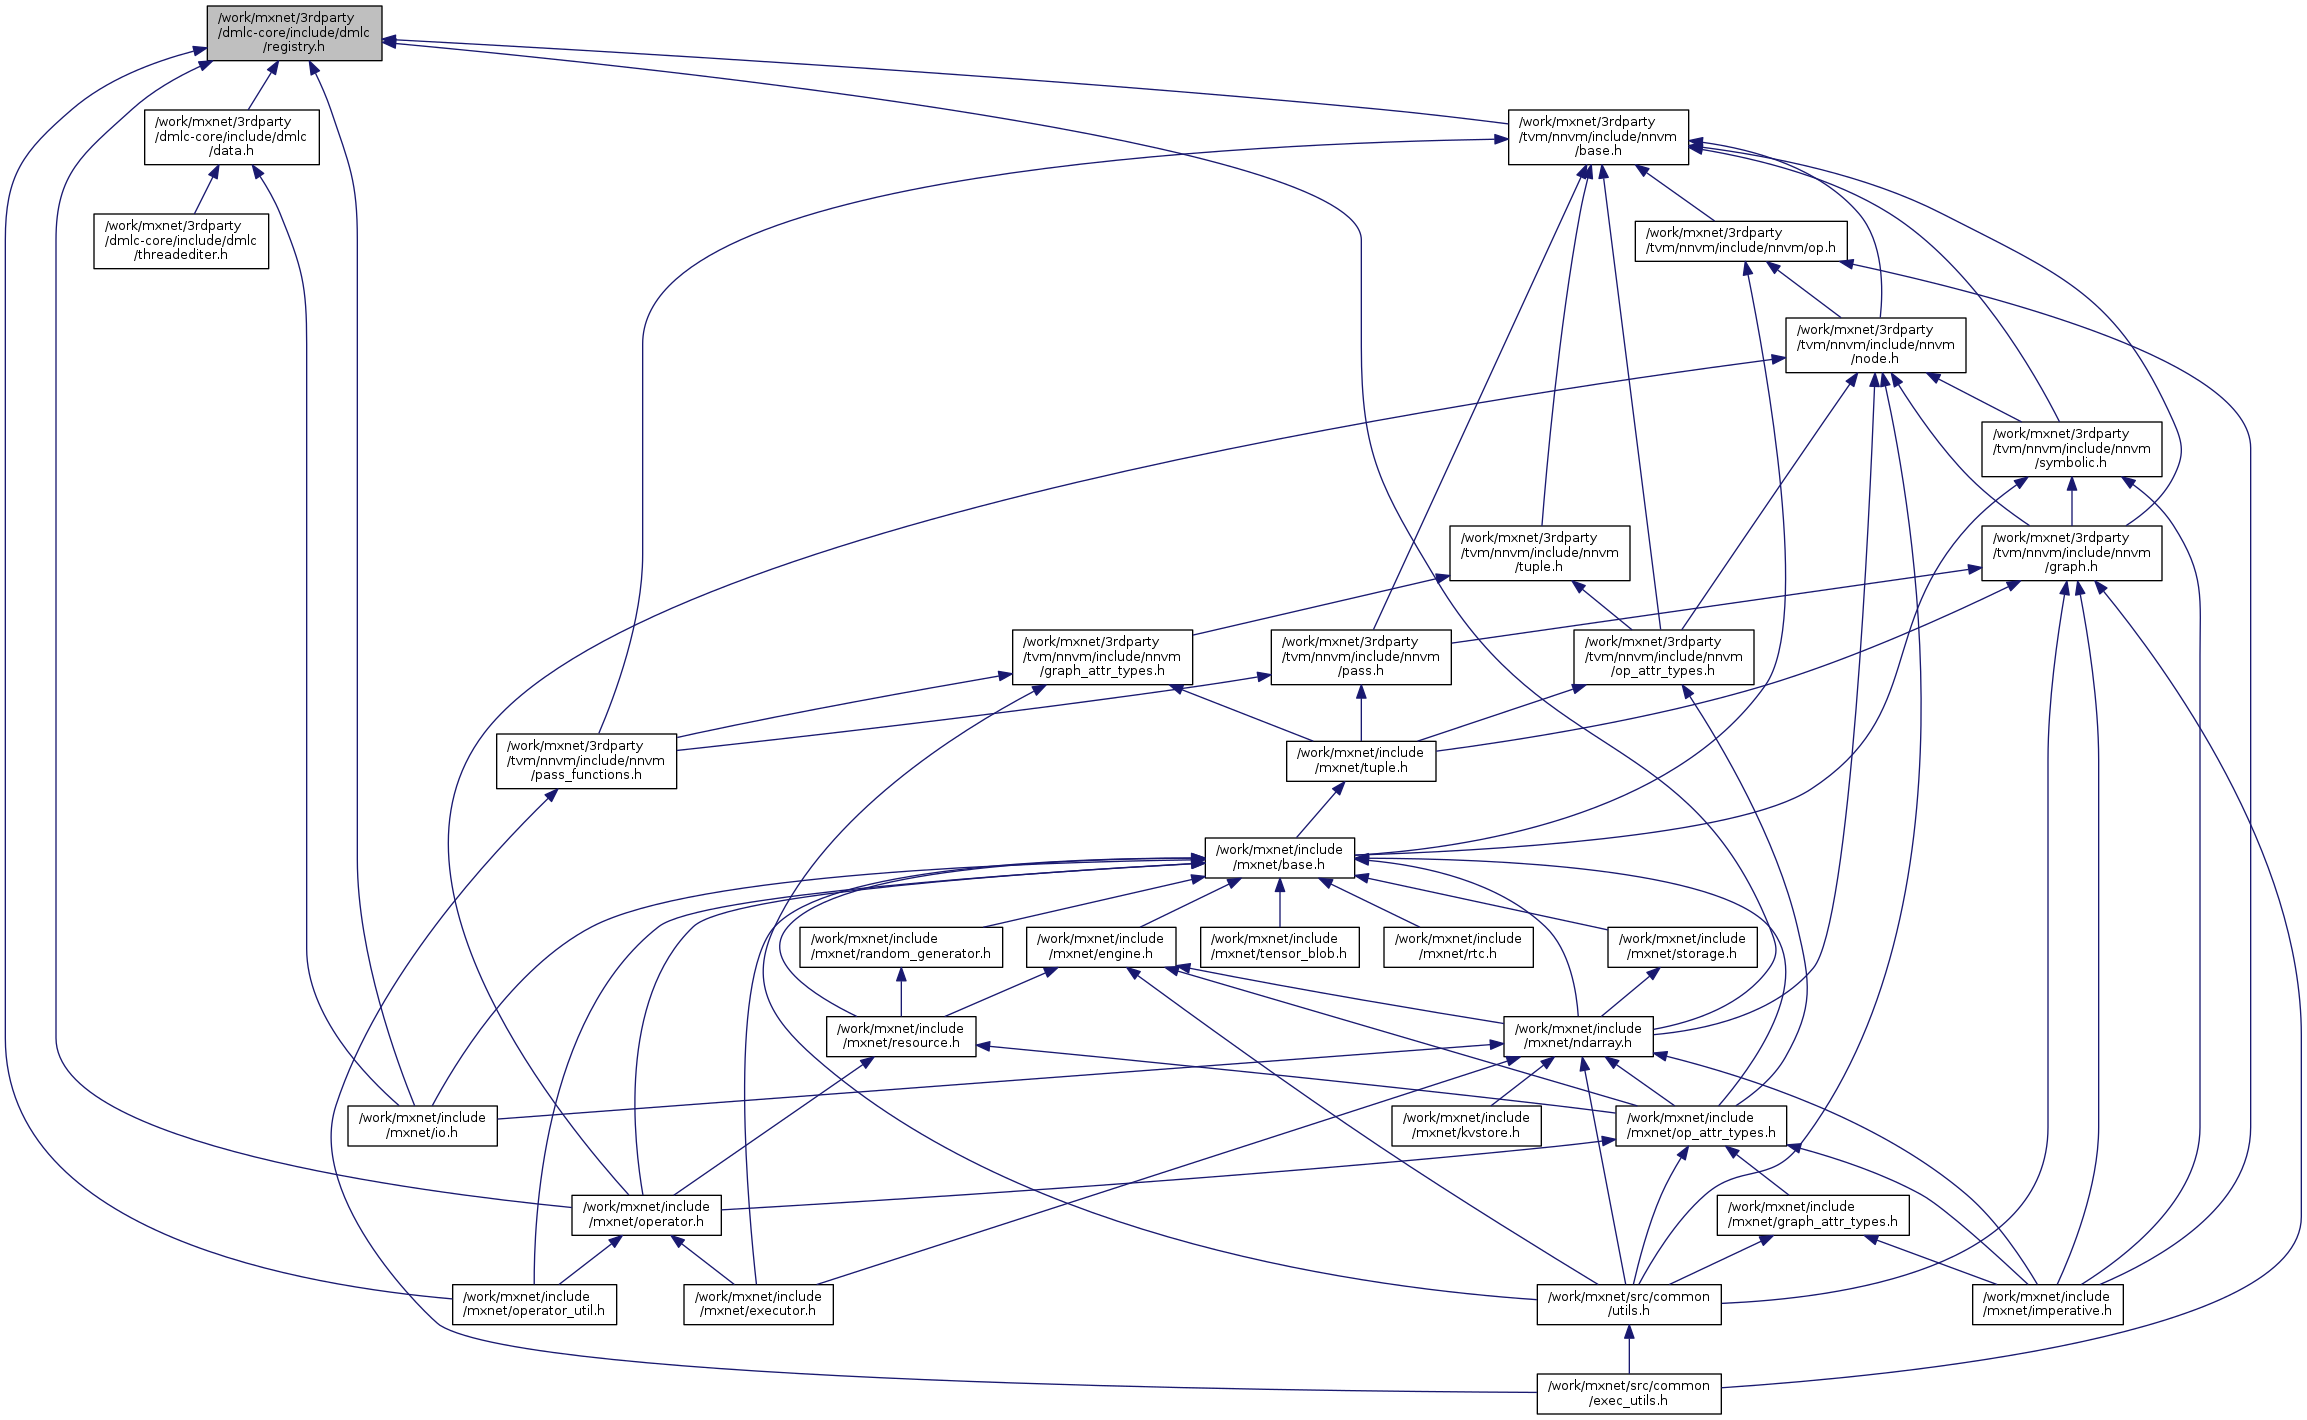 /work/mxnet/3rdparty
/dmlc-core/include/dmlc
/registry.h
/work/mxnet/3rdparty
/dmlc-core/include/dmlc
/data.h
/work/mxnet/3rdparty
/tvm/nnvm/include/nnvm
/base.h
/work/mxnet/3rdparty
/dmlc-core/include/dmlc
/threadediter.h
/work/mxnet/3rdparty
/tvm/nnvm/include/nnvm/op.h
/work/mxnet/3rdparty
/tvm/nnvm/include/nnvm
/node.h
/work/mxnet/3rdparty
/tvm/nnvm/include/nnvm
/symbolic.h
/work/mxnet/3rdparty
/tvm/nnvm/include/nnvm
/tuple.h
/work/mxnet/3rdparty
/tvm/nnvm/include/nnvm
/graph.h
/work/mxnet/3rdparty
/tvm/nnvm/include/nnvm
/graph_attr_types.h
/work/mxnet/3rdparty
/tvm/nnvm/include/nnvm
/pass.h
/work/mxnet/3rdparty
/tvm/nnvm/include/nnvm
/op_attr_types.h
/work/mxnet/3rdparty
/tvm/nnvm/include/nnvm
/pass_functions.h
/work/mxnet/include
/mxnet/tuple.h
/work/mxnet/include
/mxnet/base.h
/work/mxnet/include
/mxnet/random_generator.h
/work/mxnet/include
/mxnet/engine.h
/work/mxnet/include
/mxnet/tensor_blob.h
/work/mxnet/include
/mxnet/rtc.h
/work/mxnet/include
/mxnet/storage.h
/work/mxnet/include
/mxnet/resource.h
/work/mxnet/include
/mxnet/ndarray.h
/work/mxnet/include
/mxnet/io.h
/work/mxnet/include
/mxnet/kvstore.h
/work/mxnet/include
/mxnet/op_attr_types.h
/work/mxnet/include
/mxnet/operator.h
/work/mxnet/include
/mxnet/graph_attr_types.h
/work/mxnet/include
/mxnet/operator_util.h
/work/mxnet/include
/mxnet/executor.h
/work/mxnet/src/common
/utils.h
/work/mxnet/include
/mxnet/imperative.h
/work/mxnet/src/common
/exec_utils.h